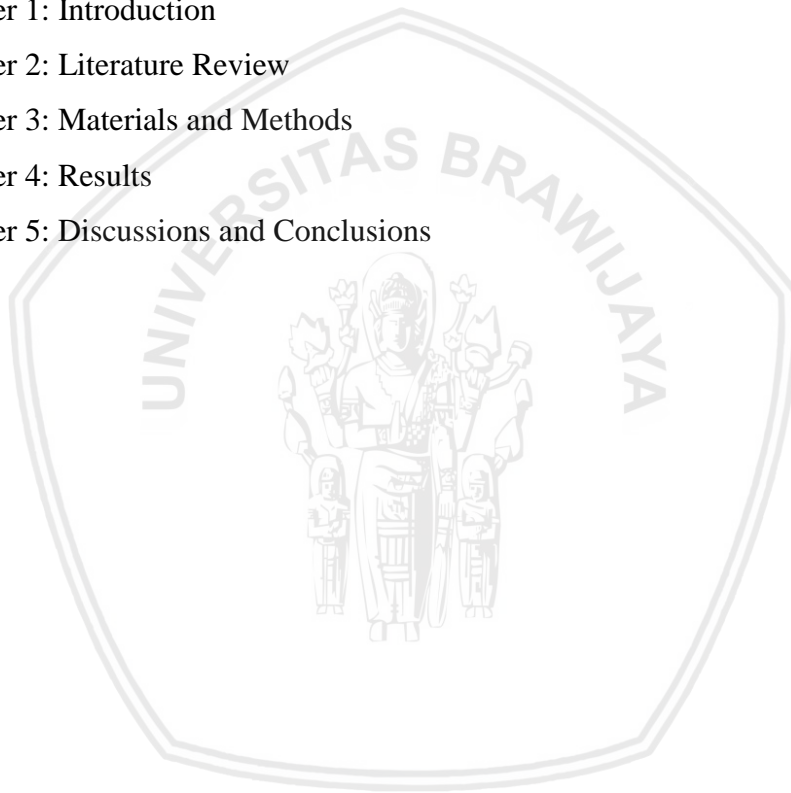 er 1: Introduction
er 2: Literature Review
er 3: Materials and Methods
er 4: Results
er 5: Discussions and Conclusions
UNIVERSITAS BRAWIJAYA